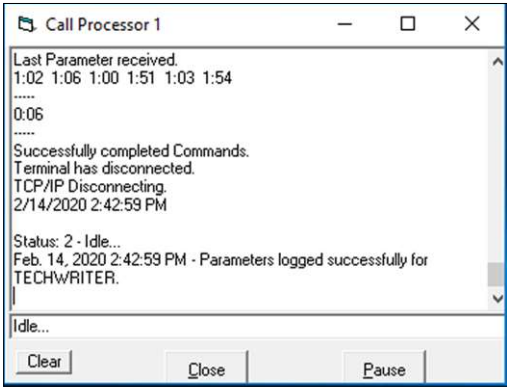 Call Processor 1
Last Parameter received.
1:02 1:06 1:00 1:51 1:03 1:54
-----
0:06
-----
Successfully completed Commands.
Terminal has disconnected.
TCP/IP Disconnecting.
2/14/2020 2:42:59 PM
Status: 2 - Idle...
Feb. 14, 2020 2:42:59 PM - Parameters logged successfully for
TECHWRITER.
Idle...
Clear Close Pause